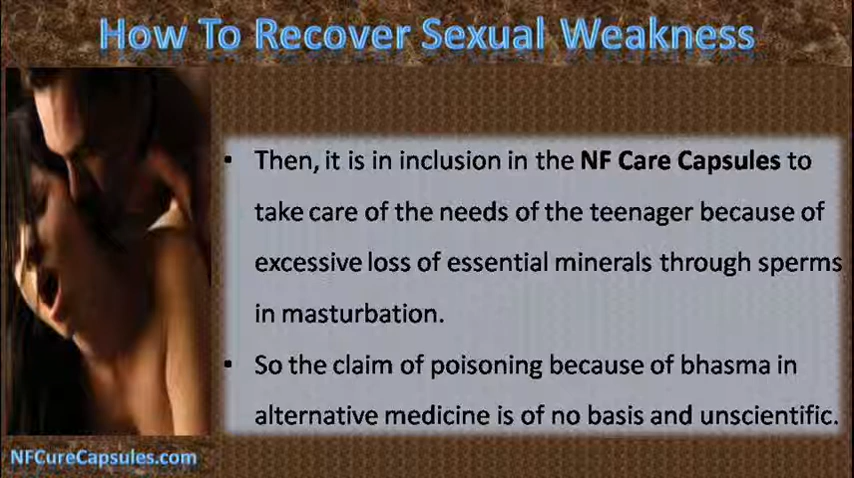 How To Recover Sexual Weakness
▪ Then, it is in inclusion in the NF Care Capsules to
take care of the needs of the teenager because of
excessive loss of essential minerals through sperms
in masturbation.
▪ So the claim of poisoning because of bhasma in
alternative medicine is of no basis and unscientific.
NFCureCapsules.com